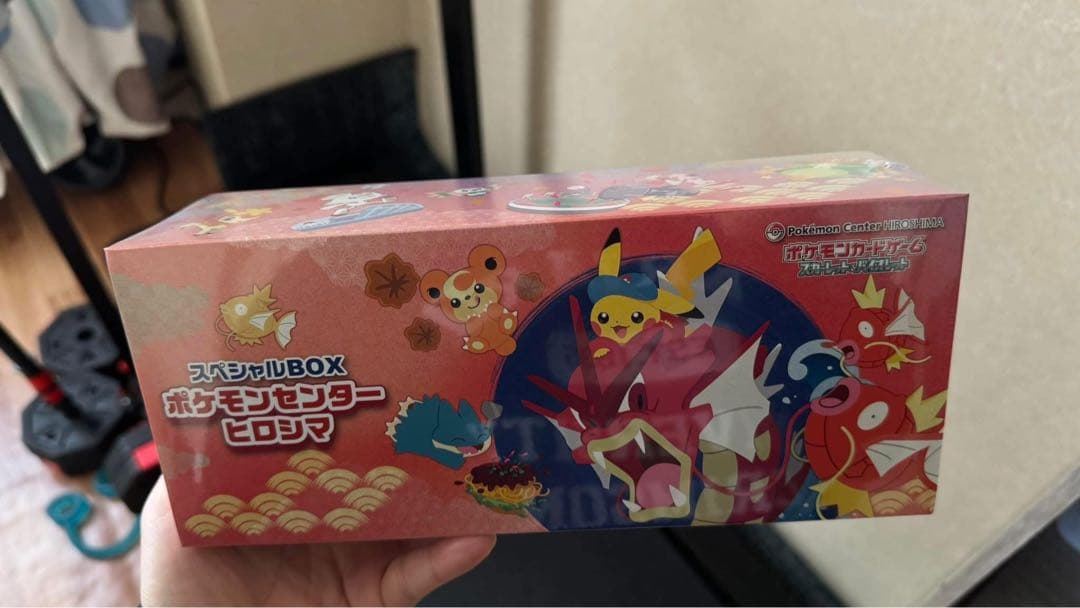 Pokémon Center HIROSHIMA
ポケモンカードゲーム
スカーレット&バイオレット
スペシャルBOX
ポケモンセンター
ヒロシマ